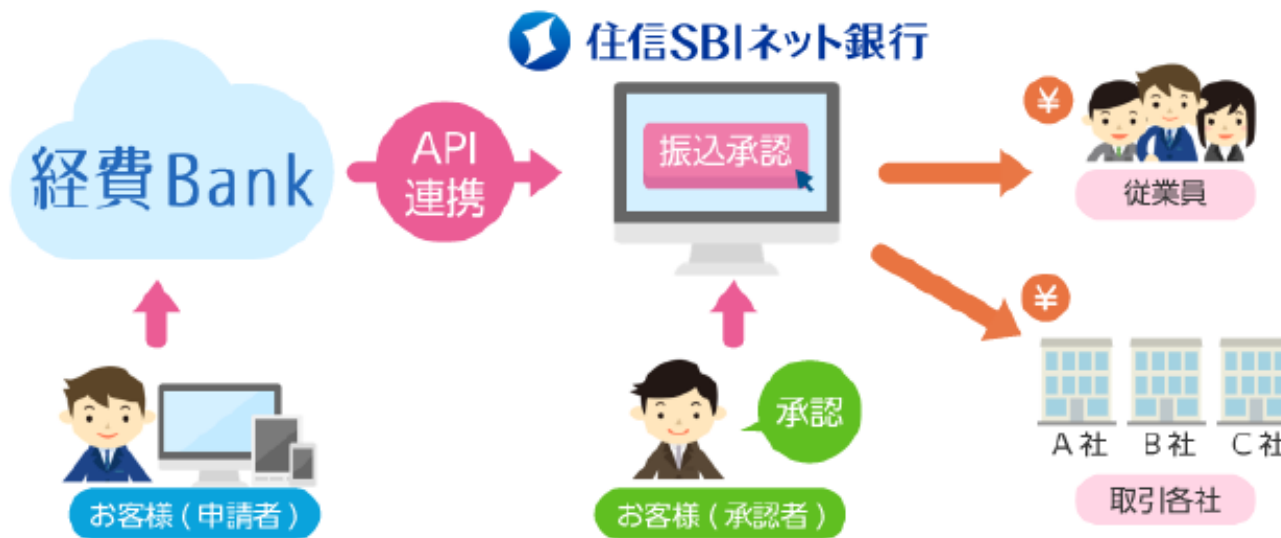 住信SBIネット銀行
経費Bank
API
連携
振込承認
¥
従業員
¥
A社 B社 C社
取引各社
承認
お客様(申請者)
お客様(承認者)